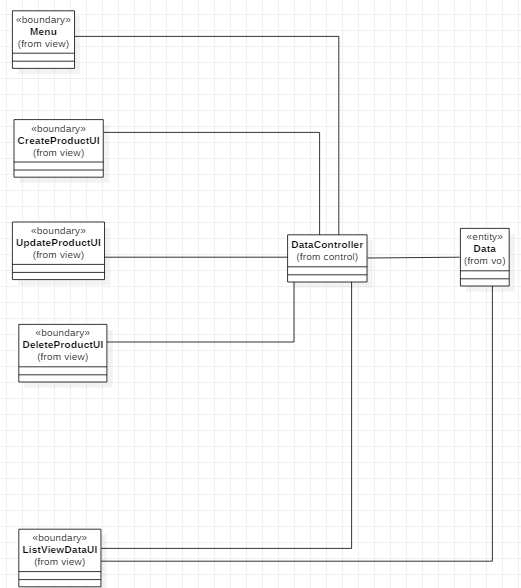 «boundary»
Menu
(from view)
«boundary»
CreateProductUI
(from view)
«boundary»
UpdateProductUI
(from view)
DataController
(from control)
«entity»
Data
(from vo)
«boundary»
DeleteProductUI
(from view)
«boundary»
ListViewDataUI
(from view)